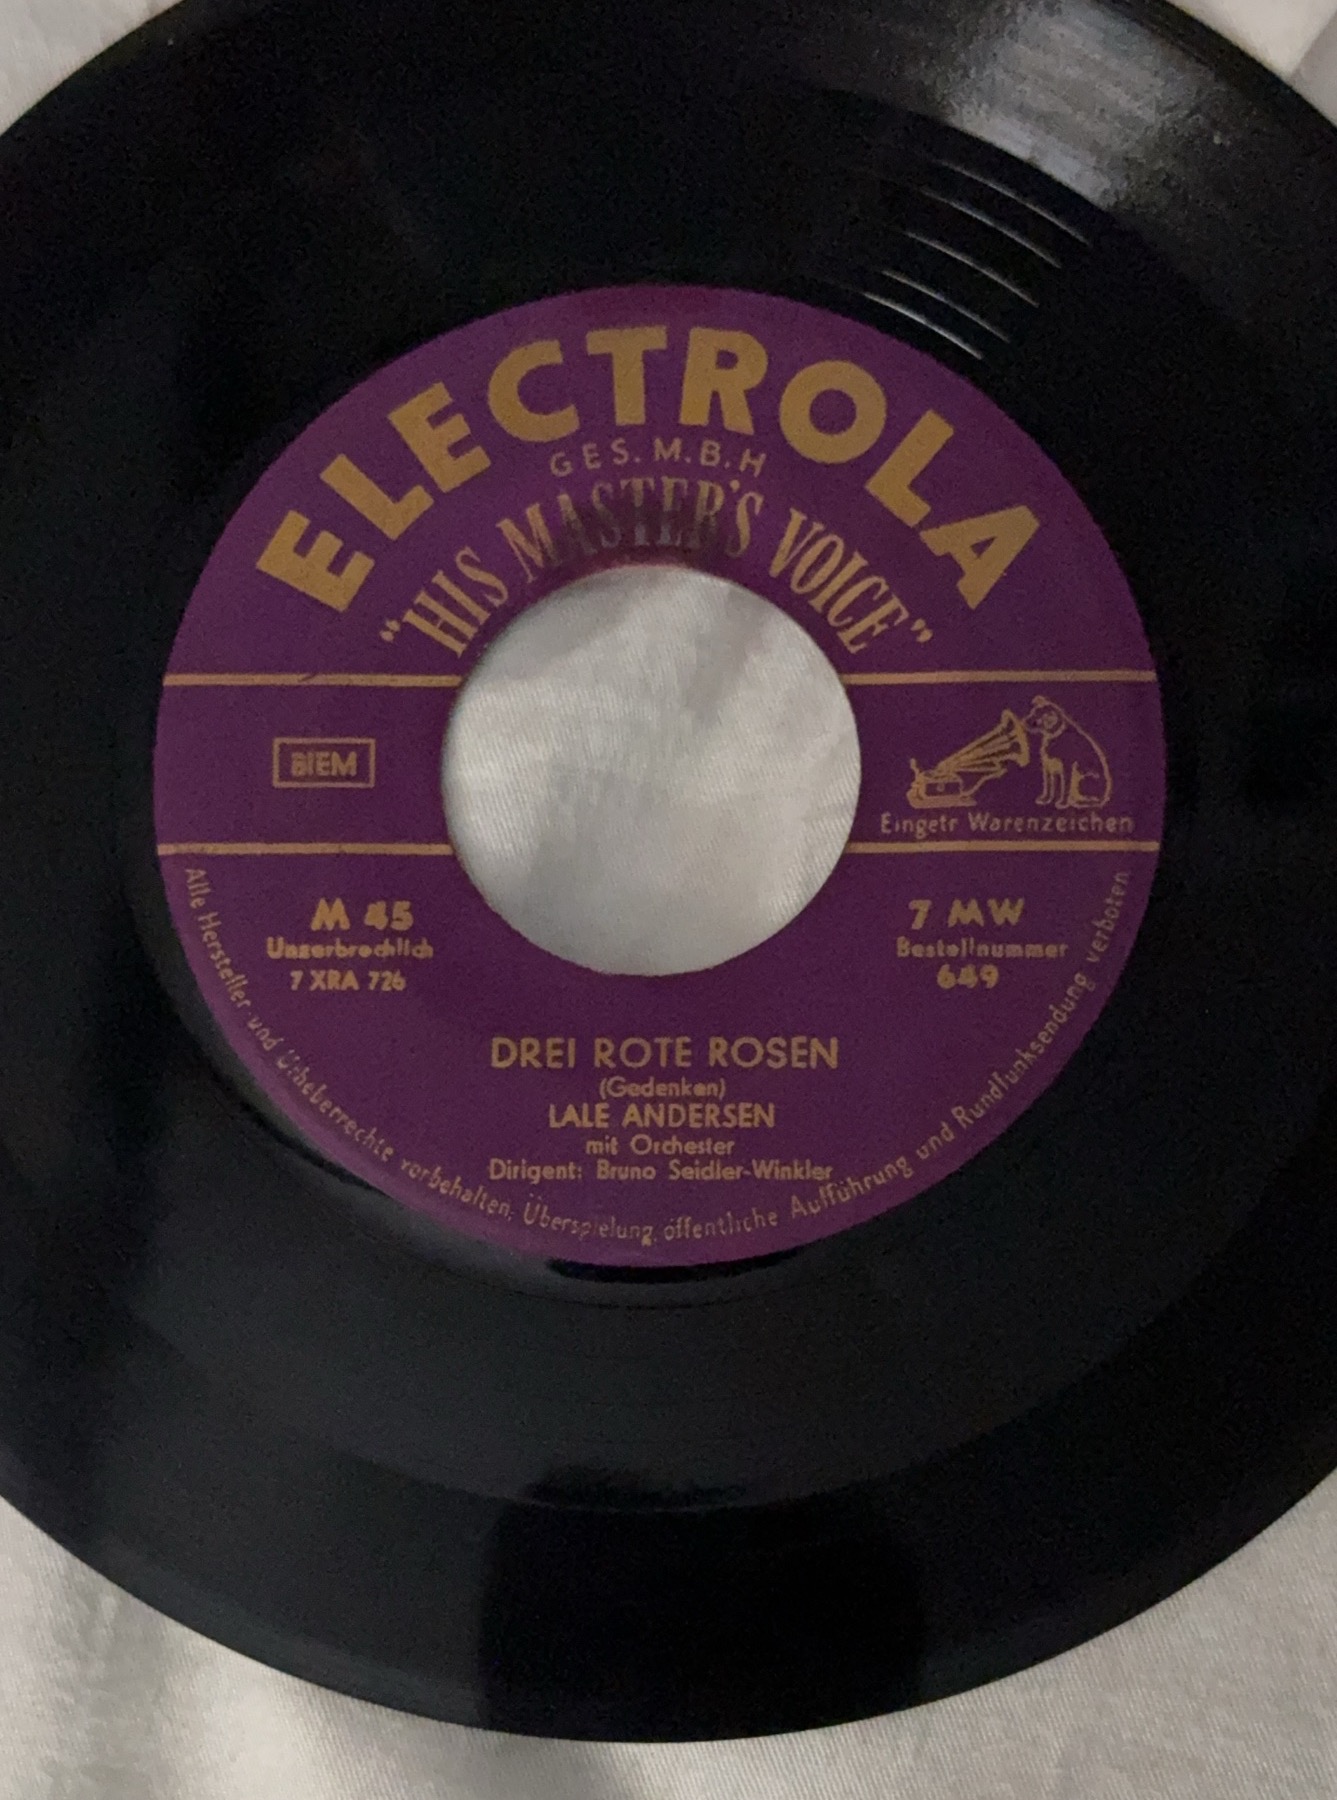 ELECTROLA
GES.M.B.H
"HIS MASTER'S VOICE"
BIEM
Eingetr Warenzeichen
M 45
Unzerbrechlich
7 XRA 726
7 MW
Bestellnummer
649
DREI ROTE ROSEN
(Gedenken)
LALE ANDERSEN
mit Orchester
Dirigent: Bruno Seidler-Winkler
Alle Hersteller- und Urheberrechte vorbehalten, Überspielung, öffentliche Aufführung und Rundfunksendung verboten